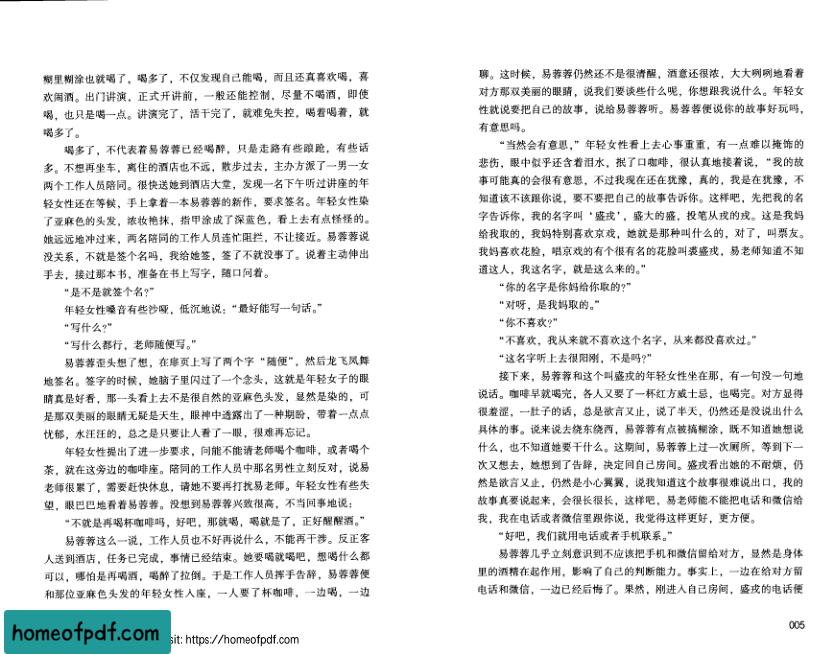 糊里糊涂也就喝了，喝多了，不仅发现自己能喝，而且还真喜欢喝，喜
欢闹酒。出门讲演，正式开讲前，一般还能控制，尽量不喝酒，即使
喝，也只是喝一点。讲演完了，活干完了，就难免失控，喝着喝着，就
喝多了。
喝多了，不代表着易蓉蓉已经喝醉，只是走路有些踉跄，有些话
多。不想再坐车，离住的酒店也不远，散步过去，主办方派了一男一女
两个工作人员陪同。很快送她到酒店大堂，发现一名下午听过讲座的年
轻女性还在等候，手上拿着一本易蓉蓉的新作，要求签名。年轻女性染
了亚麻色的头发，浓妆艳抹，指甲涂成了深蓝色，看上去有点怪怪的。
她远远地冲过来，两名陪同的工作人员连忙阻拦，不让接近。易蓉蓉说
没关系，不就是签个名吗，我给她签，签了不就没事了。说着主动伸出
手去，接过那本书，准备在书上写字，随口问着。
“是不是就签个名？”
年轻女性嗓音有些沙哑，低沉地说：“最好能写一句话。”
“写什么？”
“写什么都行，老师随便写。”
易蓉蓉歪头想了想，在扉页上写了两个字“随便”，然后龙飞凤舞
地签名。签字的时候，她脑子里闪过了一个念头，这就是年轻女子的眼
睛真是好看，那一头看上去不是很自然的亚麻色头发，显然是染的，可
是那双美丽的眼睛无疑是天生，眼神中透露出了一种期盼，带着一点点
忧郁，水汪汪的，总之是只要让人看了一眼，很难再忘记。
年轻女性提出了进一步要求，问能不能请老师喝个咖啡，或者喝个
茶，就在这旁边的咖啡座。陪同的工作人员中那名男性立刻反对，说易
老师很累了，需要赶快休息，请她不要再打扰易老师。年轻女性有些失
望，眼巴巴地看着易蓉蓉。没想到易蓉蓉兴致很高，不当回事地说：
“不就是再喝杯咖啡吗，好吧，那就喝，喝就是了，正好醒醒酒。”
易蓉蓉这么一说，工作人员也不好再说什么，不能再干涉。反正客
人送到酒店，任务已完成，事情已经结束。她要喝就喝吧，想喝什么都
可以，哪怕是再喝酒，喝醉了拉倒。于是工作人员挥手告辞，易蓉蓉便
和那位亚麻色头发的年轻女性入座，一人要了杯咖啡，一边喝，一边
聊。这时候，易蓉蓉仍然还不是很清醒，酒意还很浓，大大咧咧地看着
对方那双美丽的眼睛，说我们要谈些什么呢，你想跟我说什么。年轻女
性就说要把自己的故事，说给易蓉蓉听。易蓉蓉便说你的故事好玩吗，
有意思吗。
“当然会有意思，”年轻女性看上去心事重重，有一点难以掩饰的
悲伤，眼中似乎还含着泪水，抿了口咖啡，很认真地接着说，“我的故
事可能真的会很有意思，不过我现在还在犹豫，真的，我是在犹豫，不
知道该不该跟你说，要不要把自己的故事告诉你。这样吧，先把我的名
字告诉你，我的名字叫‘盛戎’，盛大的盛，投笔从戎的戎。这是我妈
给我取的，我妈特别喜欢京戏，她就是那种叫什么的，对了，叫票友。
我妈喜欢花脸，唱京戏的有个很有名的花脸叫裘盛戎，易老师知道不知
道这人，我这名字，就是这么来的。”
“你的名字是你妈给你取的？”
“对呀，是我妈取的。”
“你不喜欢？”
“不喜欢，我从来就不喜欢这个名字，从来都没喜欢过。”
“这名字听上去很阳刚，不是吗？”
接下来，易蓉蓉和这个叫盛戎的年轻女性坐在那，有一句没一句地
说话。咖啡早就喝完，各人又要了一杯红方威士忌，也喝完。对方显得
很羞涩，一肚子的话，总是欲言又止，说了半天，仍然还是没说出什么
具体的事。说来说去绕东绕西，易蓉蓉有点被搞糊涂，既不知道她想说
什么，也不知道她要干什么。这期间，易蓉蓉上过一次厕所，等到下一
次又想去，她想到了告辞，决定回自己房间。盛戎看出她的不耐烦，仍
然是欲言又止，仍然是小心翼翼，说我知道这个故事很难说出口，我的
故事真要说起来，会很长很长，这样吧，易老师能不能把电话和微信给
我，我在电话或者微信里跟你说，我觉得这样更好，更方便。
“好吧，我们就用电话或者手机联系。”
易蓉蓉几乎立刻意识到不应该把手机和微信留给对方，显然是身体
里的酒精在起作用，影响了自己的判断能力。事实上，一边在给对方留
电话和微信，一边已经后悔了。果然，刚进入自己房间，盛戎的电话便
005
homeofpdf.com
sit: https://homeofpdf.com